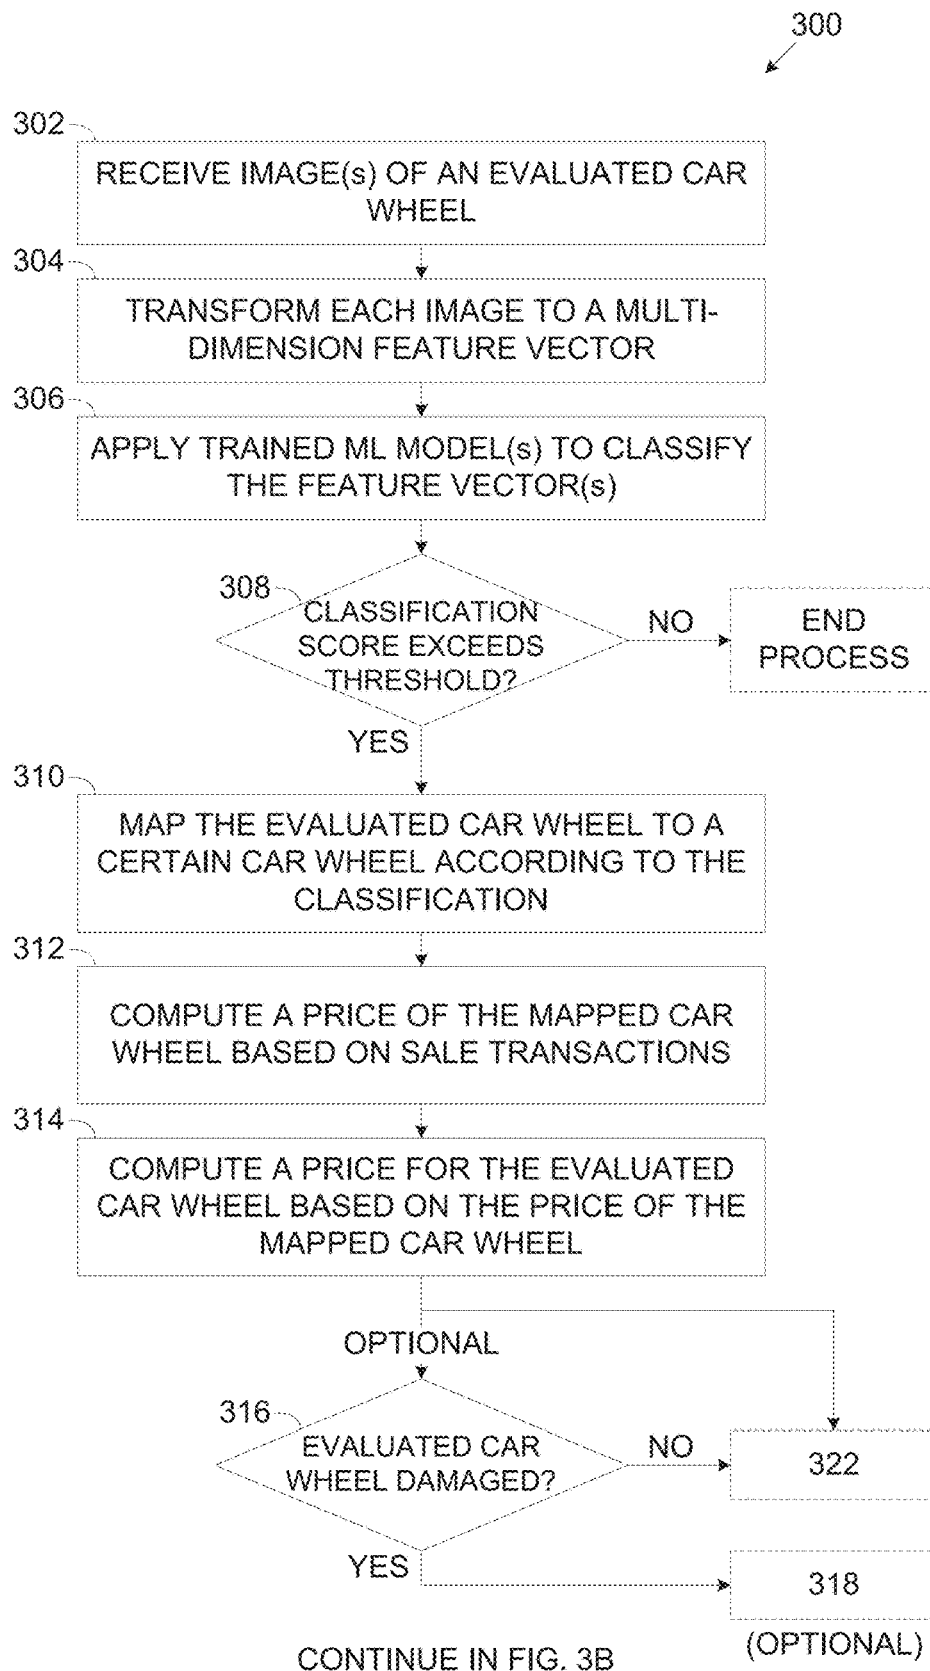 300
302
RECEIVE IMAGE(s) OF AN EVALUATED CAR
WHEEL
304
TRANSFORM EACH IMAGE TO A MULTI-
DIMENSION FEATURE VECTOR
306
APPLY TRAINED ML MODEL(s) TO CLASSIFY
THE FEATURE VECTOR(s)
308
CLASSIFICATION
SCORE EXCEEDS
THRESHOLD?
NO
END
PROCESS
YES
310
MAP THE EVALUATED CAR WHEEL TO A
CERTAIN CAR WHEEL ACCORDING TO THE
CLASSIFICATION
312
COMPUTE A PRICE OF THE MAPPED CAR
WHEEL BASED ON SALE TRANSACTIONS
314
COMPUTE A PRICE FOR THE EVALUATED
CAR WHEEL BASED ON THE PRICE OF THE
MAPPED CAR WHEEL
OPTIONAL
316
EVALUATED CAR
WHEEL DAMAGED?
NO
322
YES
318
(OPTIONAL)
CONTINUE IN FIG. 3B